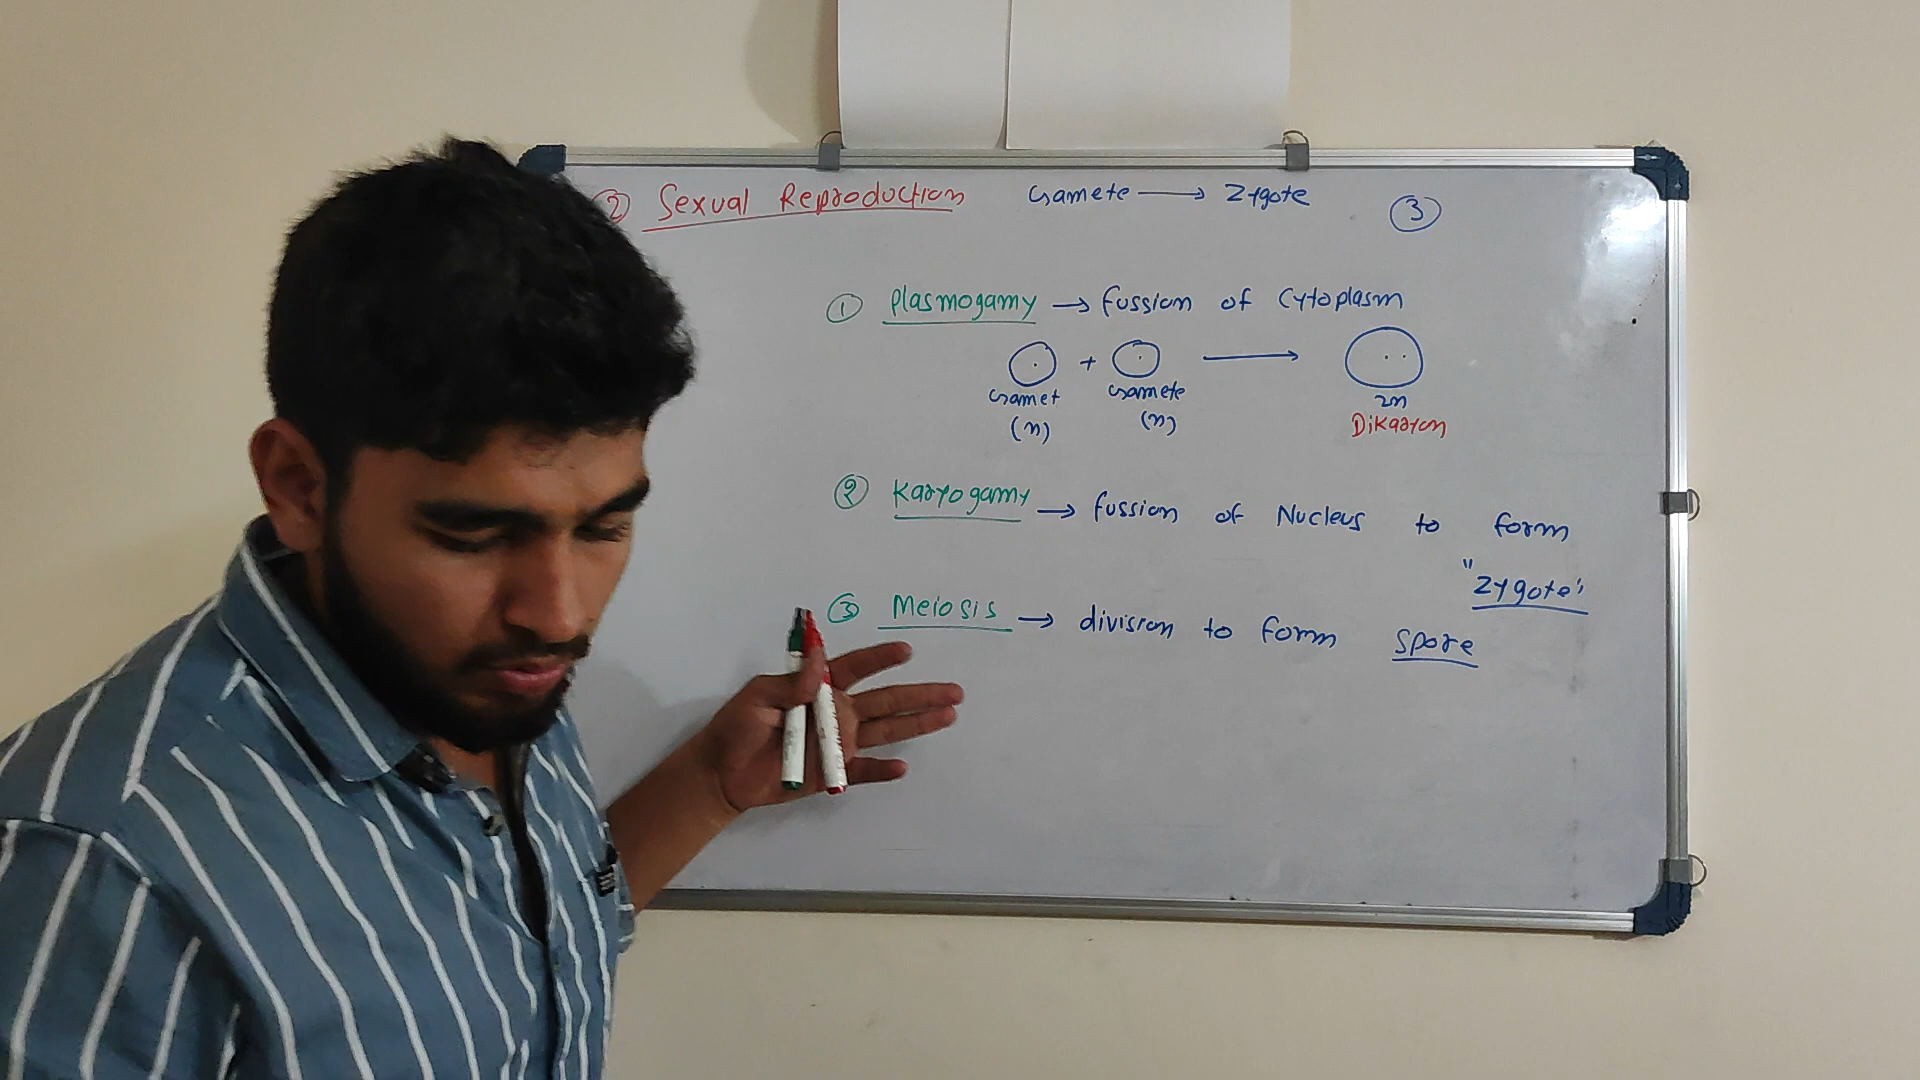 ② Sexual Reproduction Gamete → Zygote ③
① Plasmogamy → fussion of Cytoplasm
+ →
Gamet Gamete 2n
(n) (n) Dikaryon
② Karyogamy → fussion of Nucleus to form
"Zygote'
③ Meiosis → division to form Spore